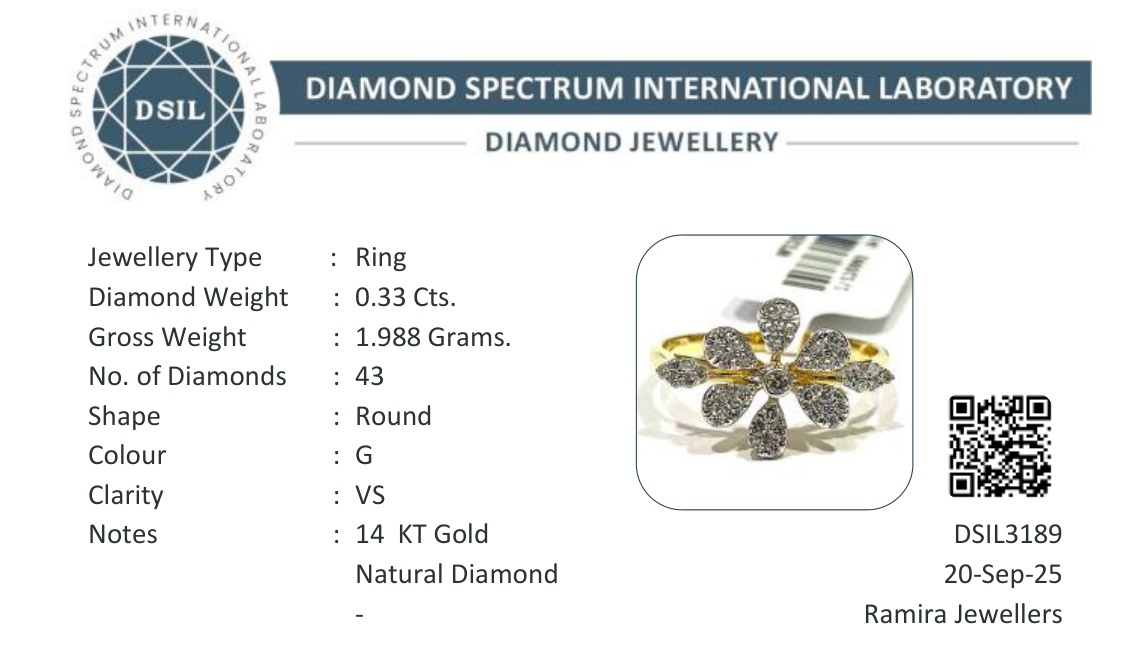 DIAMOND SPECTRUM INTERNATIONAL LABORATORY
DSIL
DIAMOND SPECTRUM INTERNATIONAL LABORATORY
DIAMOND JEWELLERY
Jewellery Type : Ring
Diamond Weight : 0.33 Cts.
Gross Weight : 1.988 Grams.
No. of Diamonds : 43
Shape : Round
Colour : G
Clarity : VS
Notes : 14 KT Gold
Natural Diamond
-
DSIL3189
20-Sep-25
Ramira Jewellers